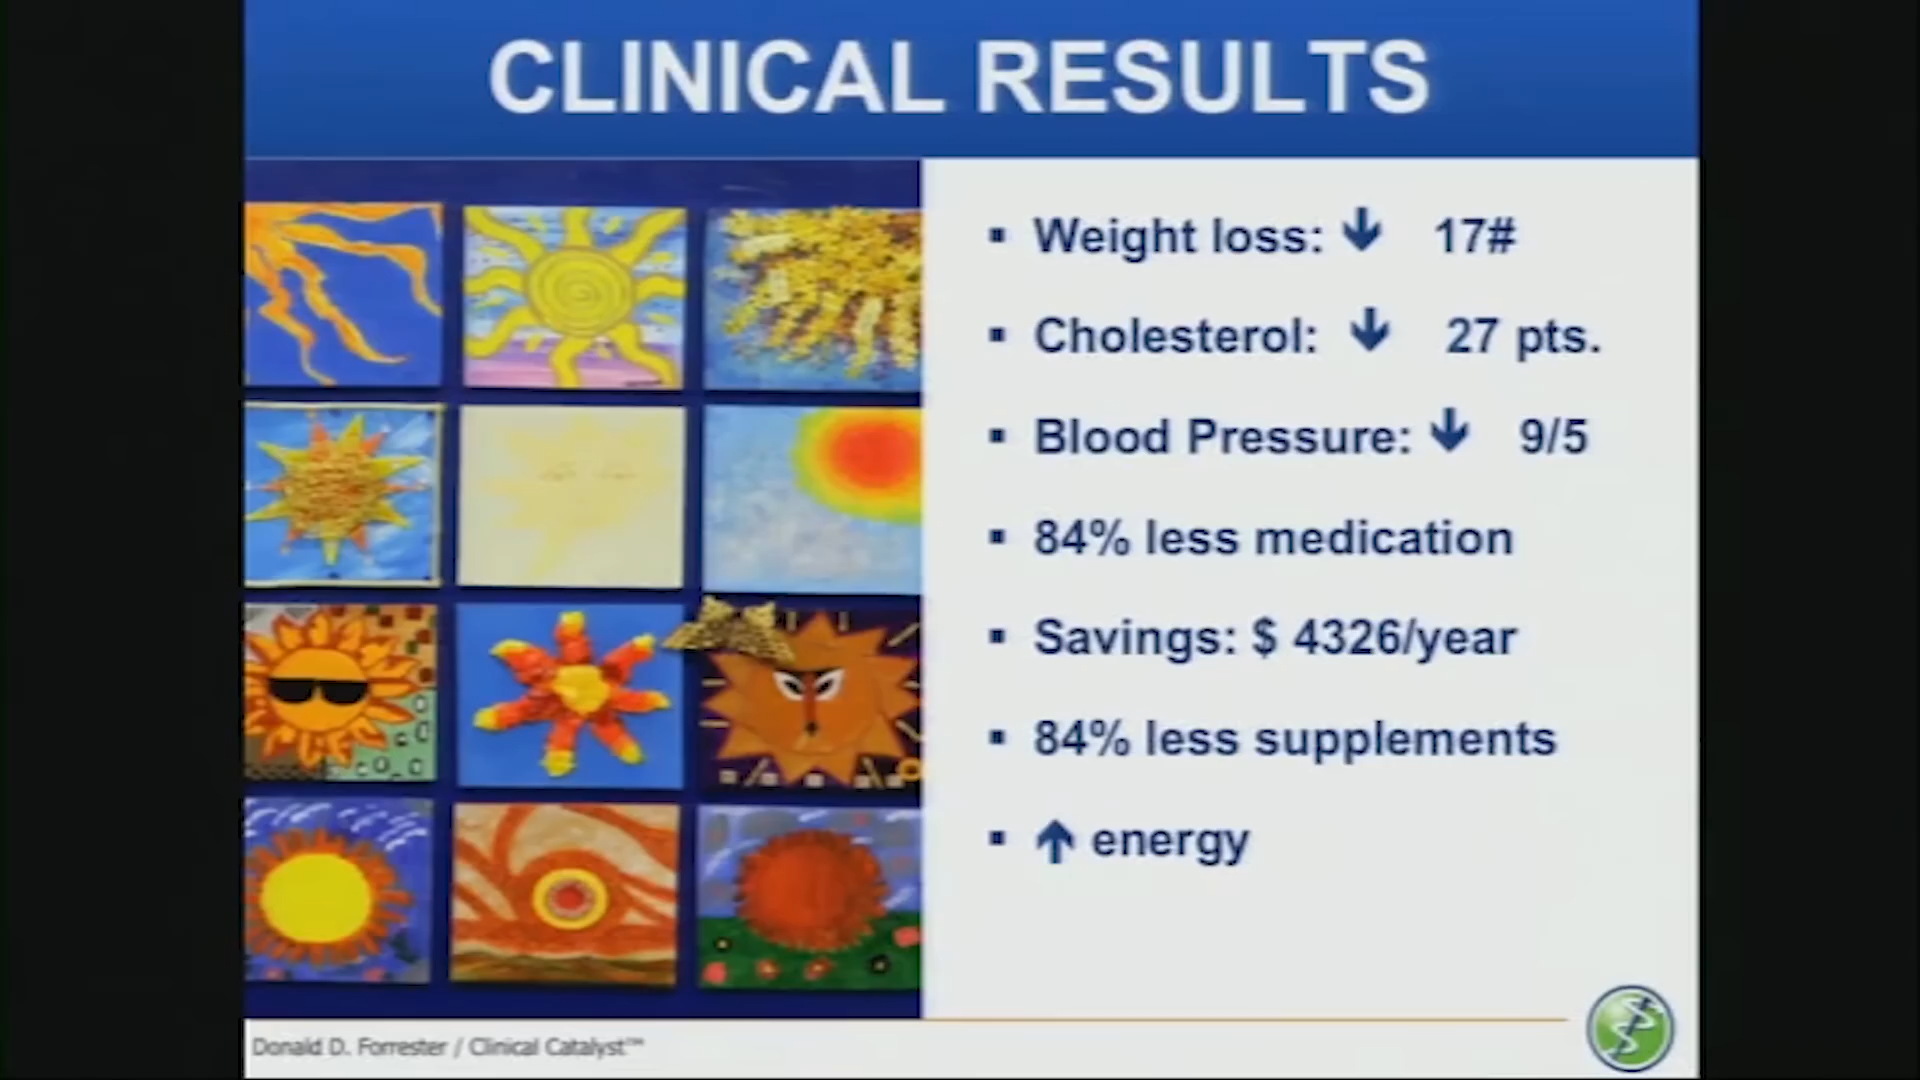 CLINICAL RESULTS
▪ Weight loss: ↓ 17#
▪ Cholesterol: ↓ 27 pts.
▪ Blood Pressure: ↓ 9/5
▪ 84% less medication
▪ Savings: $ 4326/year
▪ 84% less supplements
▪ ↑ energy
Donald D. Forrester / Clinical Catalyst™